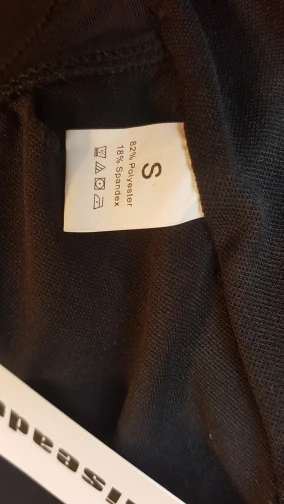 S
82% Polyester
18% Spandex